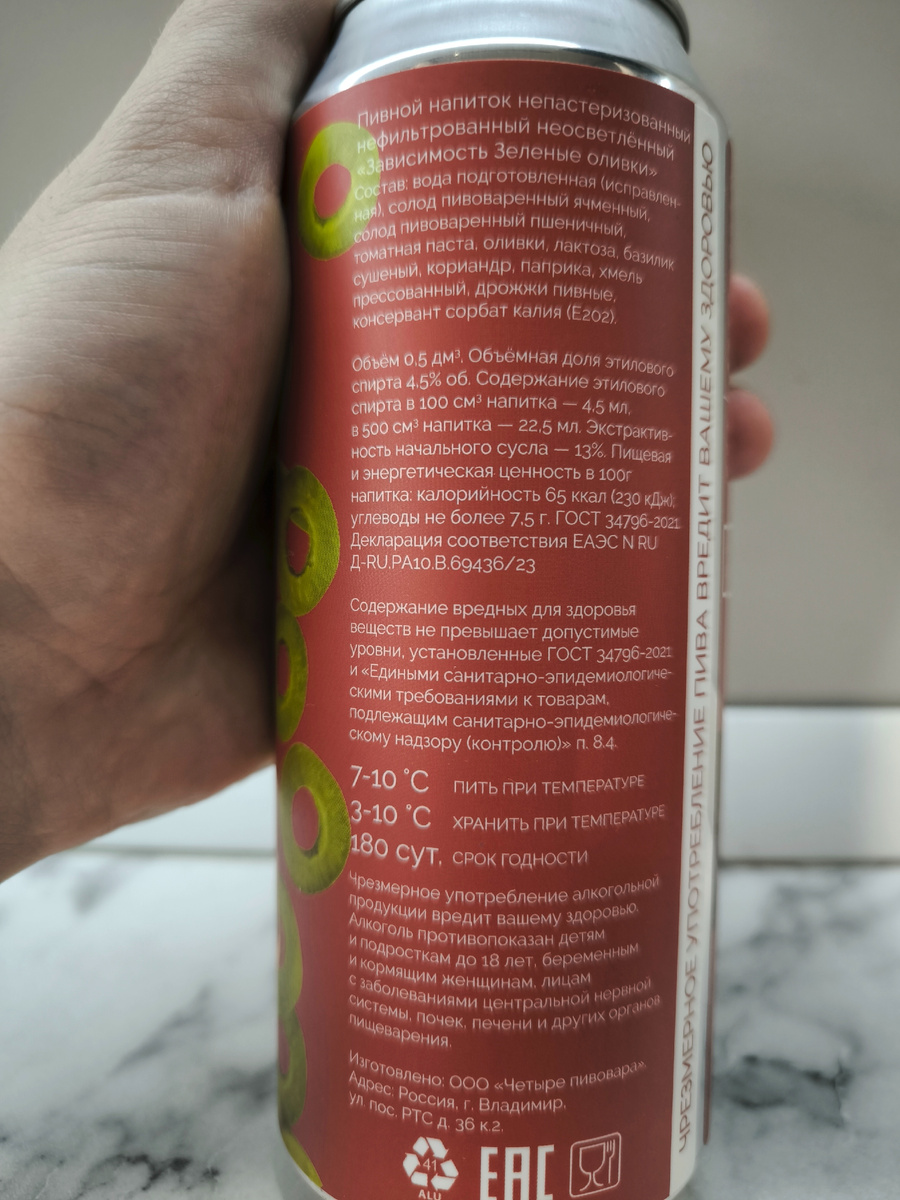 Пивной напиток непастеризованный
нефильтрованный неосветлённый
«Зависимость Зеленые оливки»
Состав: вода подготовленная (исправлен-
ная), солод пивоваренный ячменный,
солод пивоваренный пшеничный,
томатная паста, оливки, лактоза, базилик
сушеный, кориандр, паприка, хмель
прессованный, дрожжи пивные,
консервант сорбат калия (Е202).
Объём 0,5 дм³. Объёмная доля этилового
спирта 4,5% об. Содержание этилового
спирта в 100 см³ напитка — 4,5 мл,
в 500 см³ напитка — 22,5 мл. Экстрактив-
ность начального сусла — 13%. Пищевая
и энергетическая ценность в 100г
напитка: калорийность 65 ккал (230 кДж);
углеводы не более 7,5 г. ГОСТ 34796-2021.
Декларация соответствия ЕАЭС N RU
Д-RU.РА10.В.69436/23
Содержание вредных для здоровья
веществ не превышает допустимые
уровни, установленные ГОСТ 34796-2021
и «Едиными санитарно-эпидемиологиче-
скими требованиями к товарам,
подлежащим санитарно-эпидемиологиче-
скому надзору (контролю)» п. 8.4.
7-10 °C ПИТЬ ПРИ ТЕМПЕРАТУРЕ
3-10 °C ХРАНИТЬ ПРИ ТЕМПЕРАТУРЕ
180 сут. СРОК ГОДНОСТИ
Чрезмерное употребление алкогольной
продукции вредит вашему здоровью.
Алкоголь противопоказан детям
и подросткам до 18 лет, беременным
и кормящим женщинам, лицам
с заболеваниями центральной нервной
системы, почек, печени и других органов
пищеварения.
Изготовлено: ООО «Четыре пивовара».
Адрес: Россия, г. Владимир,
ул. пос. РТС д. 36 к.2.
41
ALU
EAC
ЧРЕЗМЕРНОЕ УПОТРЕБЛЕНИЕ ПИВА ВРЕДИТ ВАШЕМУ ЗДОРОВЬЮ